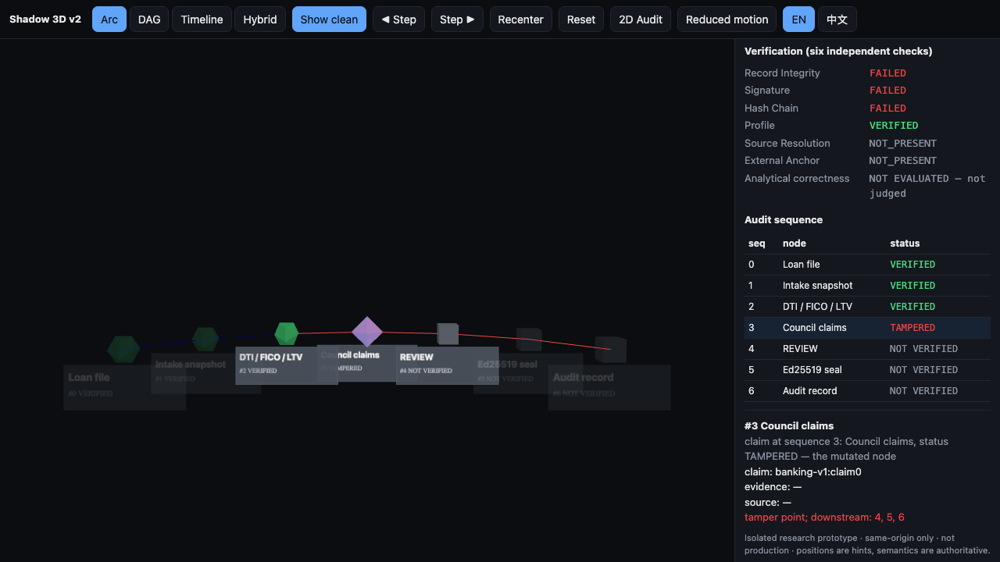 Shadow 3D v2
Arc
DAG
Timeline
Hybrid
Show clean
◀ Step
Step ▶
Recenter
Reset
2D Audit
Reduced motion
EN
中文
Loan file
#0 VERIFIED
Intake snapshot
#1 VERIFIED
DTI / FICO / LTV
#2 VERIFIED
Council claims
#3 TAMPERED
REVIEW
#4 NOT VERIFIED
Ed25519 seal
#5 NOT VERIFIED
Audit record
#6 NOT VERIFIED
Verification (six independent checks)
Record Integrity FAILED
Signature FAILED
Hash Chain FAILED
Profile VERIFIED
Source Resolution NOT_PRESENT
External Anchor NOT_PRESENT
Analytical correctness NOT EVALUATED — not
judged
Audit sequence
seq node status
0 Loan file VERIFIED
1 Intake snapshot VERIFIED
2 DTI / FICO / LTV VERIFIED
3 Council claims TAMPERED
4 REVIEW NOT VERIFIED
5 Ed25519 seal NOT VERIFIED
6 Audit record NOT VERIFIED
#3 Council claims
claim at sequence 3: Council claims, status
TAMPERED — the mutated node
claim: banking-v1:claim0
evidence: —
source: —
tamper point; downstream: 4, 5, 6
Isolated research prototype · same-origin only · not
production · positions are hints, semantics are authoritative.